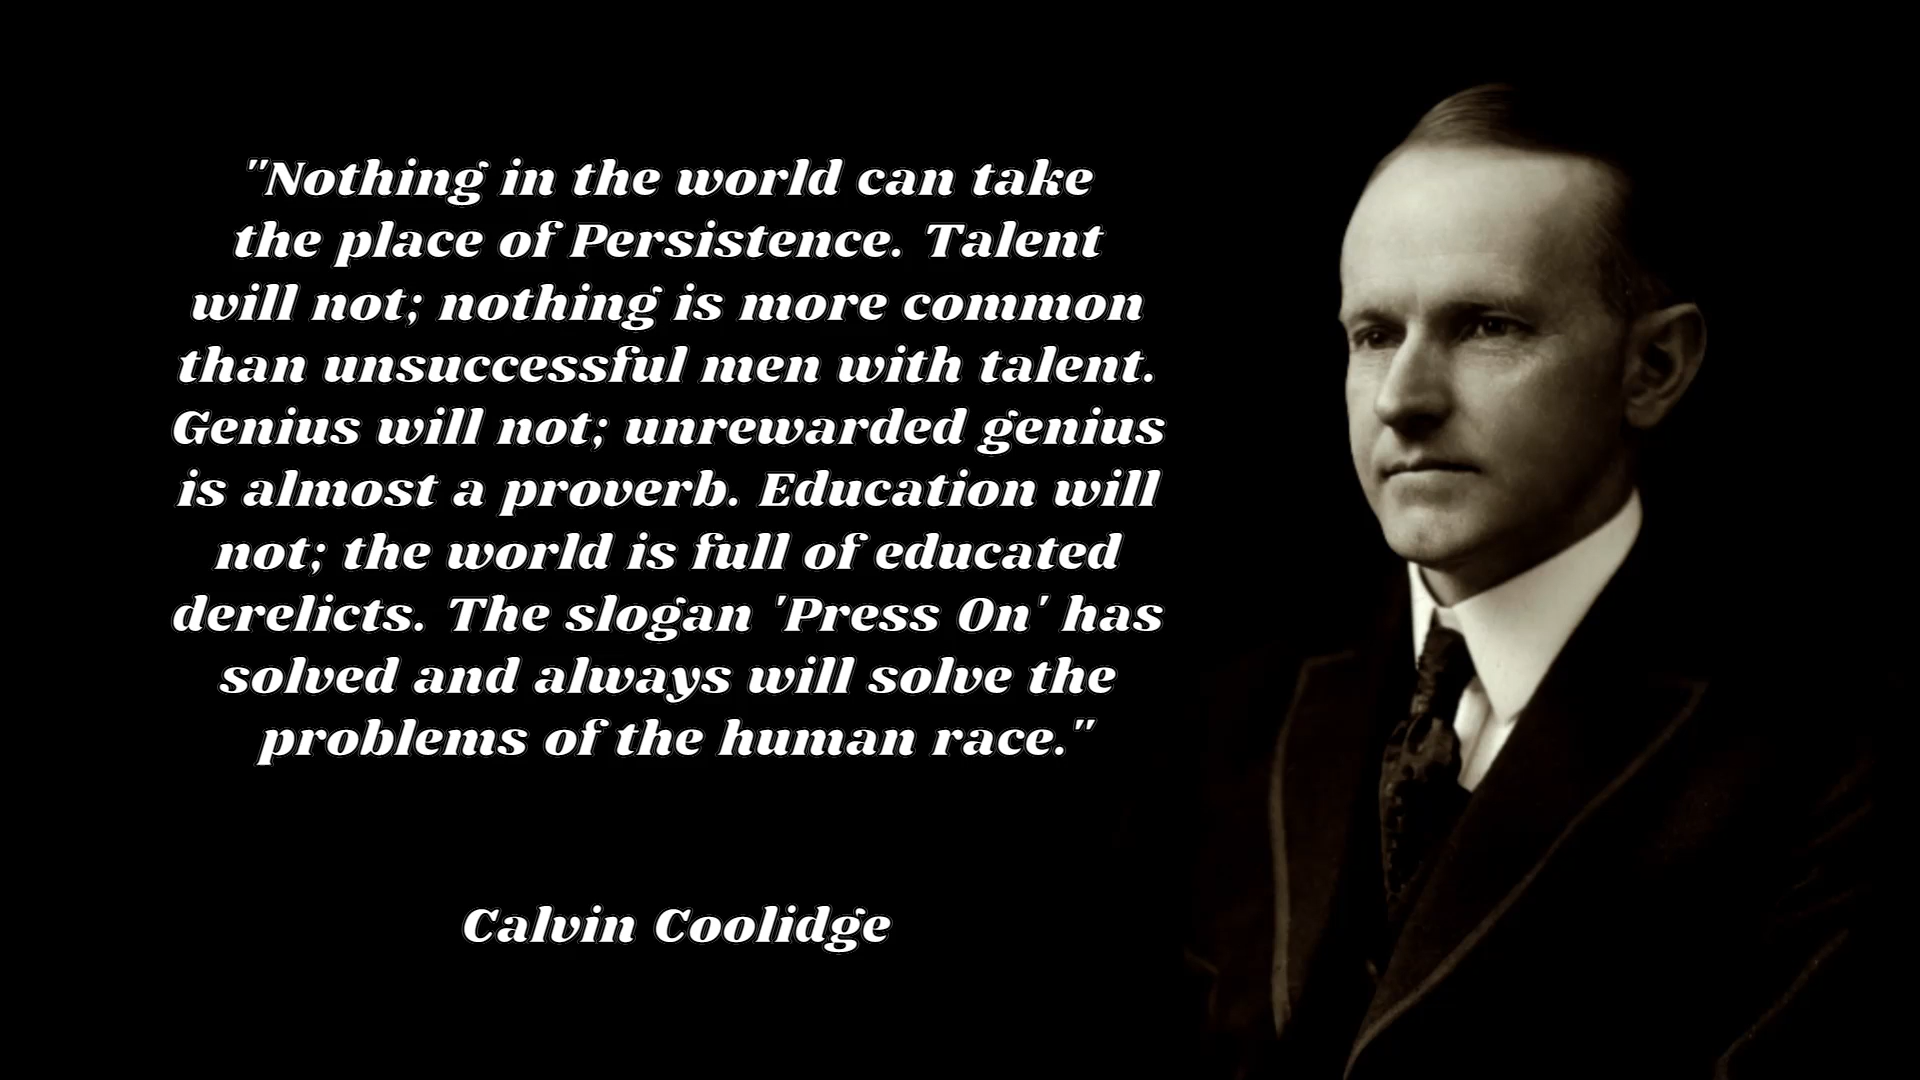 "Nothing in the world can take
the place of Persistence. Talent
will not; nothing is more common
than unsuccessful men with talent.
Genius will not; unrewarded genius
is almost a proverb. Education will
not; the world is full of educated
derelicts. The slogan 'Press On' has
solved and always will solve the
problems of the human race."
Calvin Coolidge